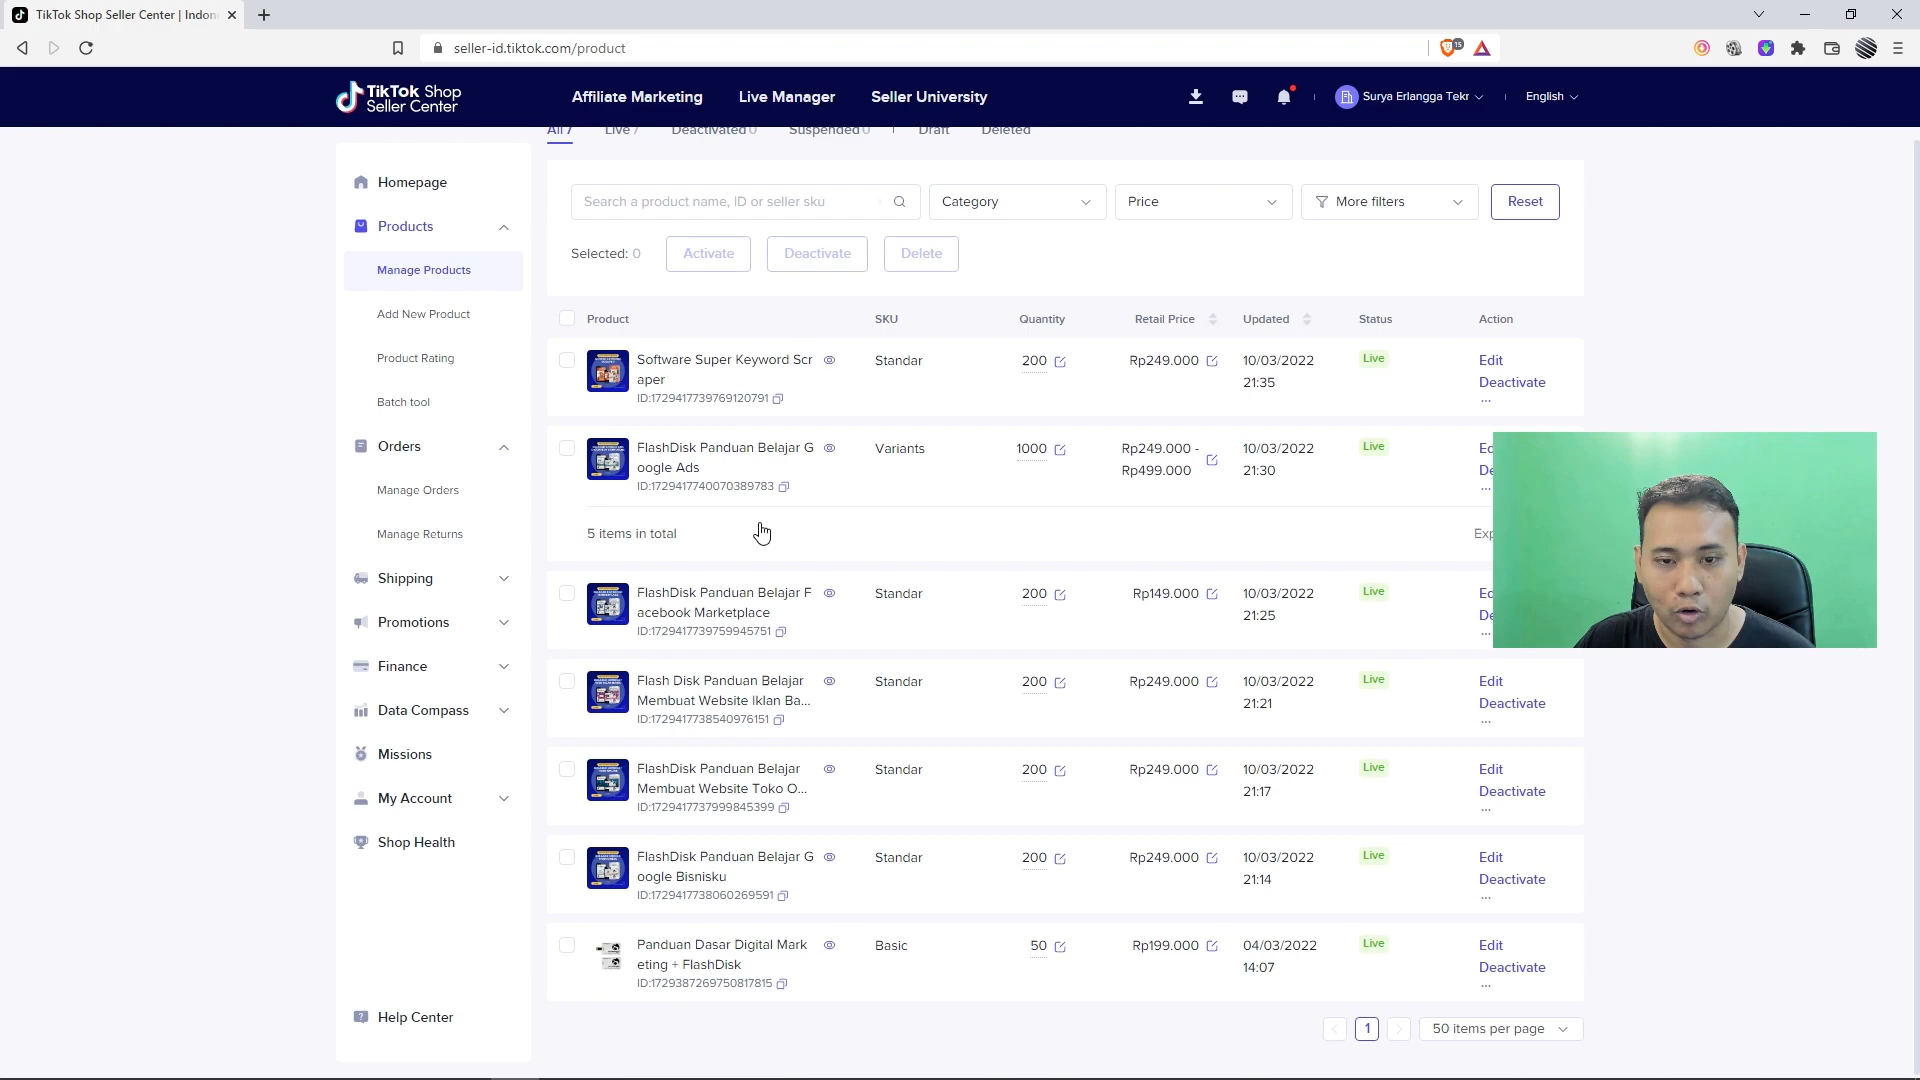 TikTok Shop Seller Center | Indon
seller-id.tiktok.com/product
15
TikTok Shop
Seller Center
Affiliate Marketing
Live Manager
Seller University
Surya Erlangga Tekr
English
All 7
Live 7
Deactivated 0
Suspended 0
Draft
Deleted
Homepage
Products
Manage Products
Add New Product
Product Rating
Batch tool
Orders
Manage Orders
Manage Returns
Shipping
Promotions
Finance
Data Compass
Missions
My Account
Shop Health
Help Center
Search a product name, ID or seller sku
Category
Price
More filters
Reset
Selected: 0
Activate
Deactivate
Delete
Product SKU Quantity Retail Price Updated Status Action
Software Super Keyword Scr
aper
ID:1729417739769120791
Standar
200
Rp249.000
10/03/2022
21:35
Live
Edit
Deactivate
...
FlashDisk Panduan Belajar G
oogle Ads
ID:1729417740070389783
Variants
1000
Rp249.000 -
Rp499.000
10/03/2022
21:30
Live
Ed
De
...
5 items in total
Exp
FlashDisk Panduan Belajar F
acebook Marketplace
ID:1729417739759945751
Standar
200
Rp149.000
10/03/2022
21:25
Live
Ed
De
...
Flash Disk Panduan Belajar
Membuat Website Iklan Ba...
ID:1729417738540976151
Standar
200
Rp249.000
10/03/2022
21:21
Live
Edit
Deactivate
...
FlashDisk Panduan Belajar
Membuat Website Toko O...
ID:1729417737999845399
Standar
200
Rp249.000
10/03/2022
21:17
Live
Edit
Deactivate
...
FlashDisk Panduan Belajar G
oogle Bisnisku
ID:1729417738060269591
Standar
200
Rp249.000
10/03/2022
21:14
Live
Edit
Deactivate
...
Panduan Dasar Digital Mark
eting + FlashDisk
ID:1729387269750817815
Basic
50
Rp199.000
04/03/2022
14:07
Live
Edit
Deactivate
...
1
50 items per page